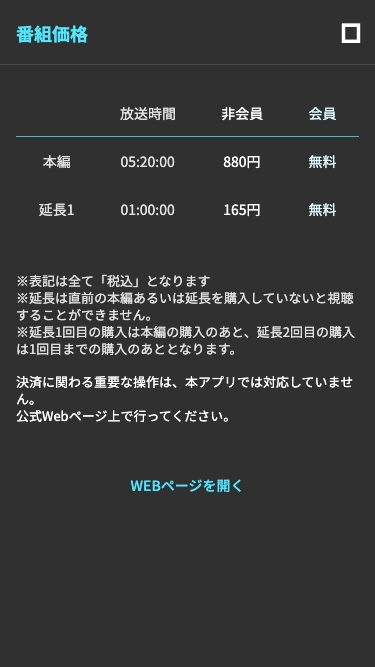 番組価格
放送時間 非会員 会員
本編 05:20:00 880円 無料
延長1 01:00:00 165円 無料
※表記は全て「税込」となります
※延長は直前の本編あるいは延長を購入していないと視聴
することができません。
※延長1回目の購入は本編の購入のあと、延長2回目の購入
は1回目までの購入のあととなります。
決済に関わる重要な操作は、本アプリでは対応していませ
ん。
公式Webページ上で行ってください。
WEBページを開く